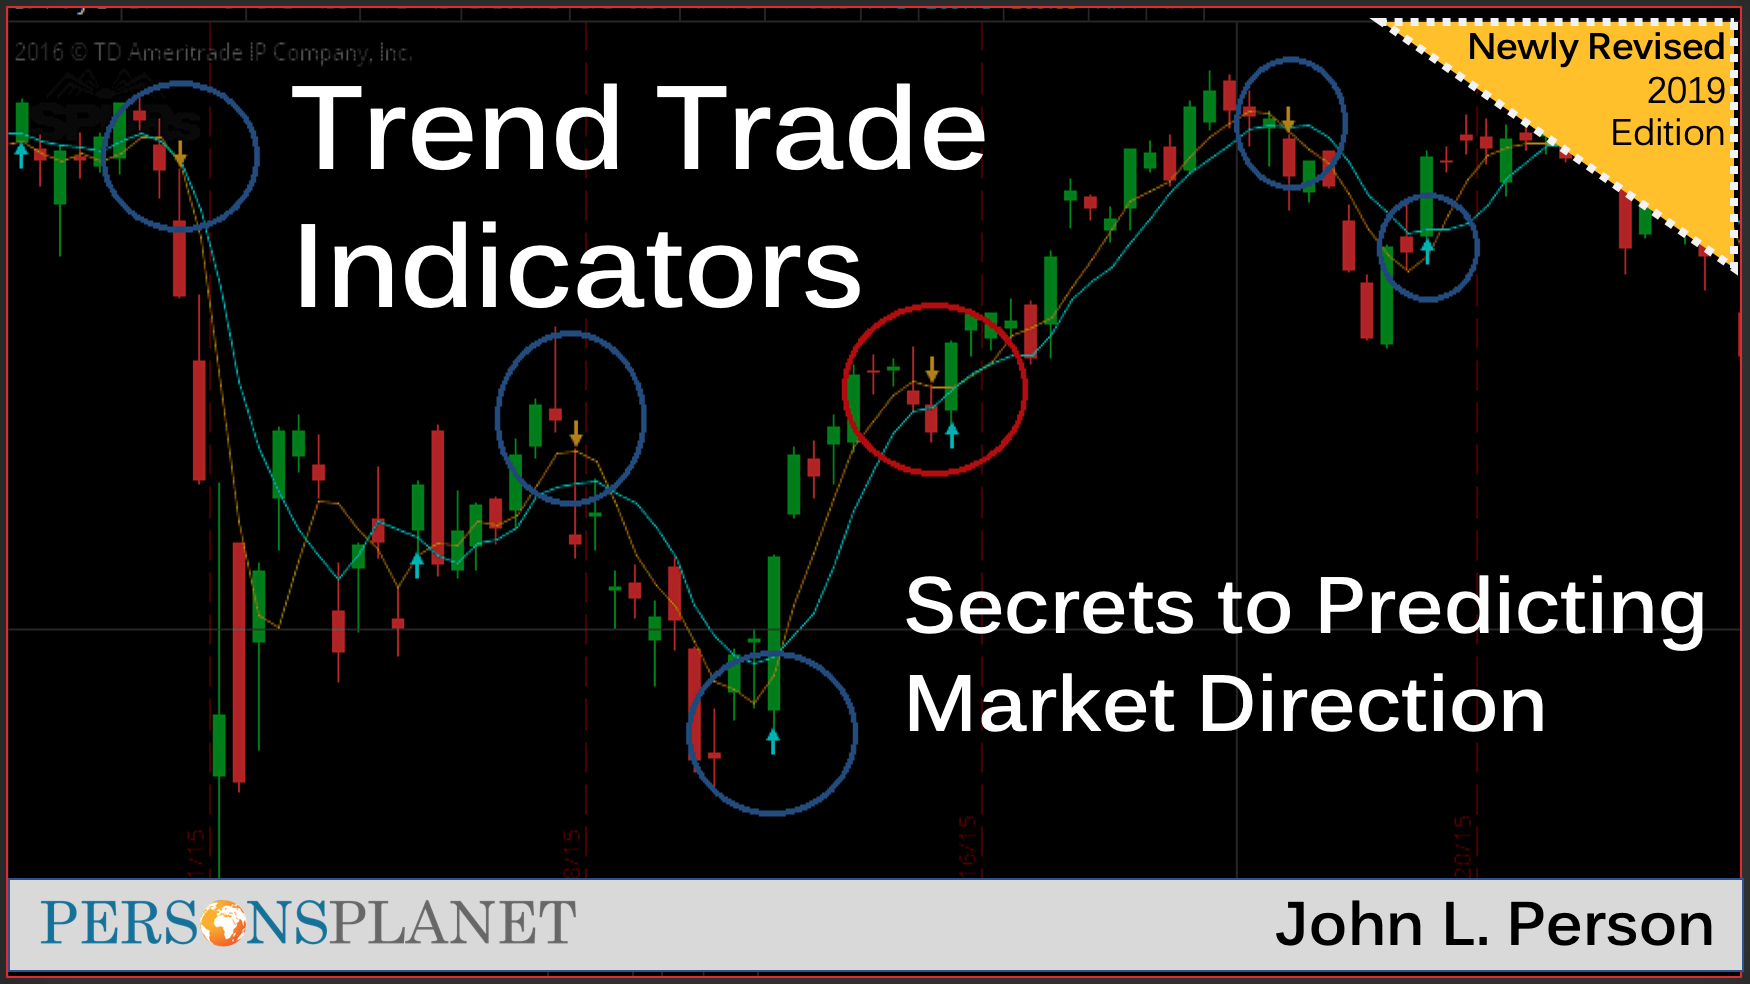 2016 © TD Ameritrade IP Company, Inc.
Newly Revised
2019
Edition
Trend Trade
Indicators
Secrets to Predicting
Market Direction
1/15
8/15
16/15
20/15
PERSONSPLANET
John L. Person